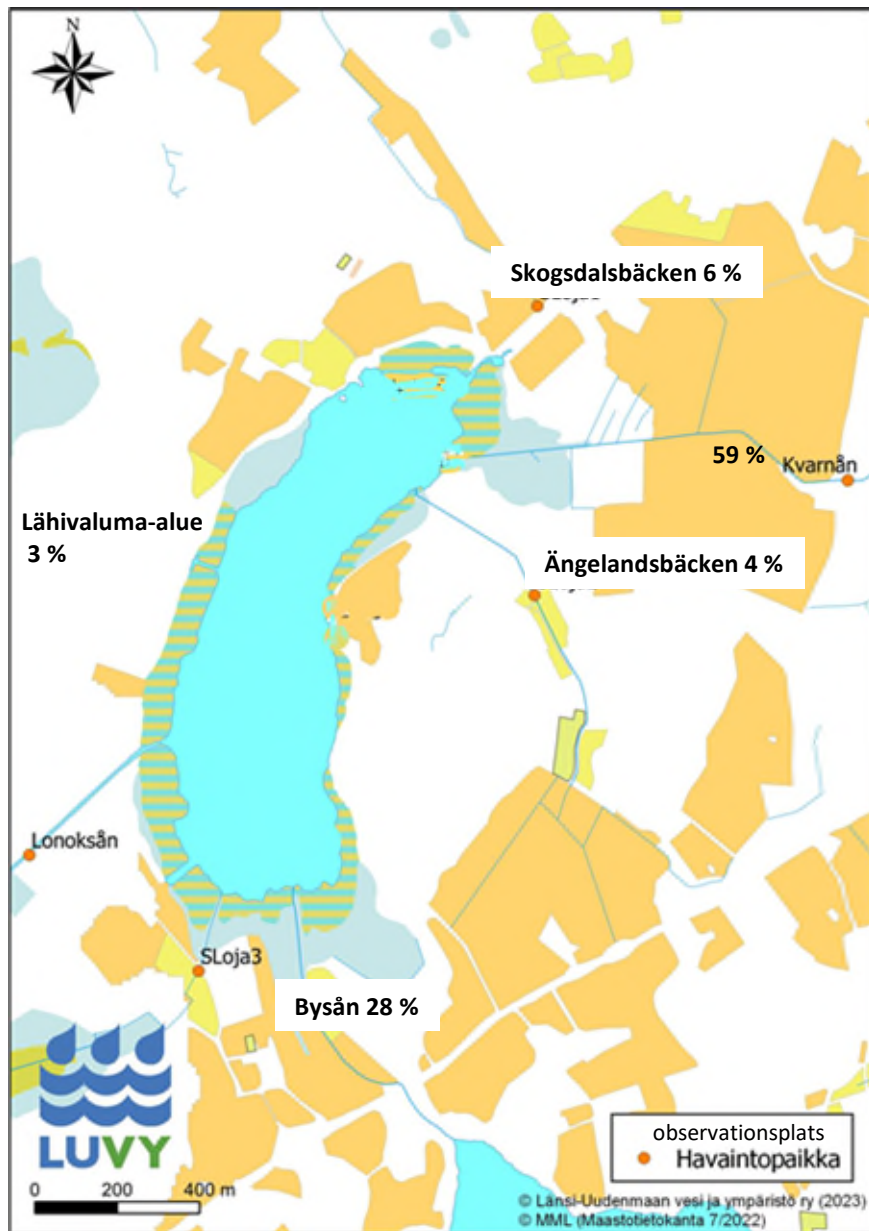 N
Skogsdalsbäcken 6 %
59 %
Kvarnån
Lähivaluma-alue
3 %
Ängelandsbäcken 4 %
Lonoksån
SLoja3
Bysån 28 %
LUVY
0 200 400 m
observationsplats
Havaintopaikka
© Länsi-Uudenmaan vesi ja ympäristö ry (2023)
© MML (Maastotietokanta 7/2022)